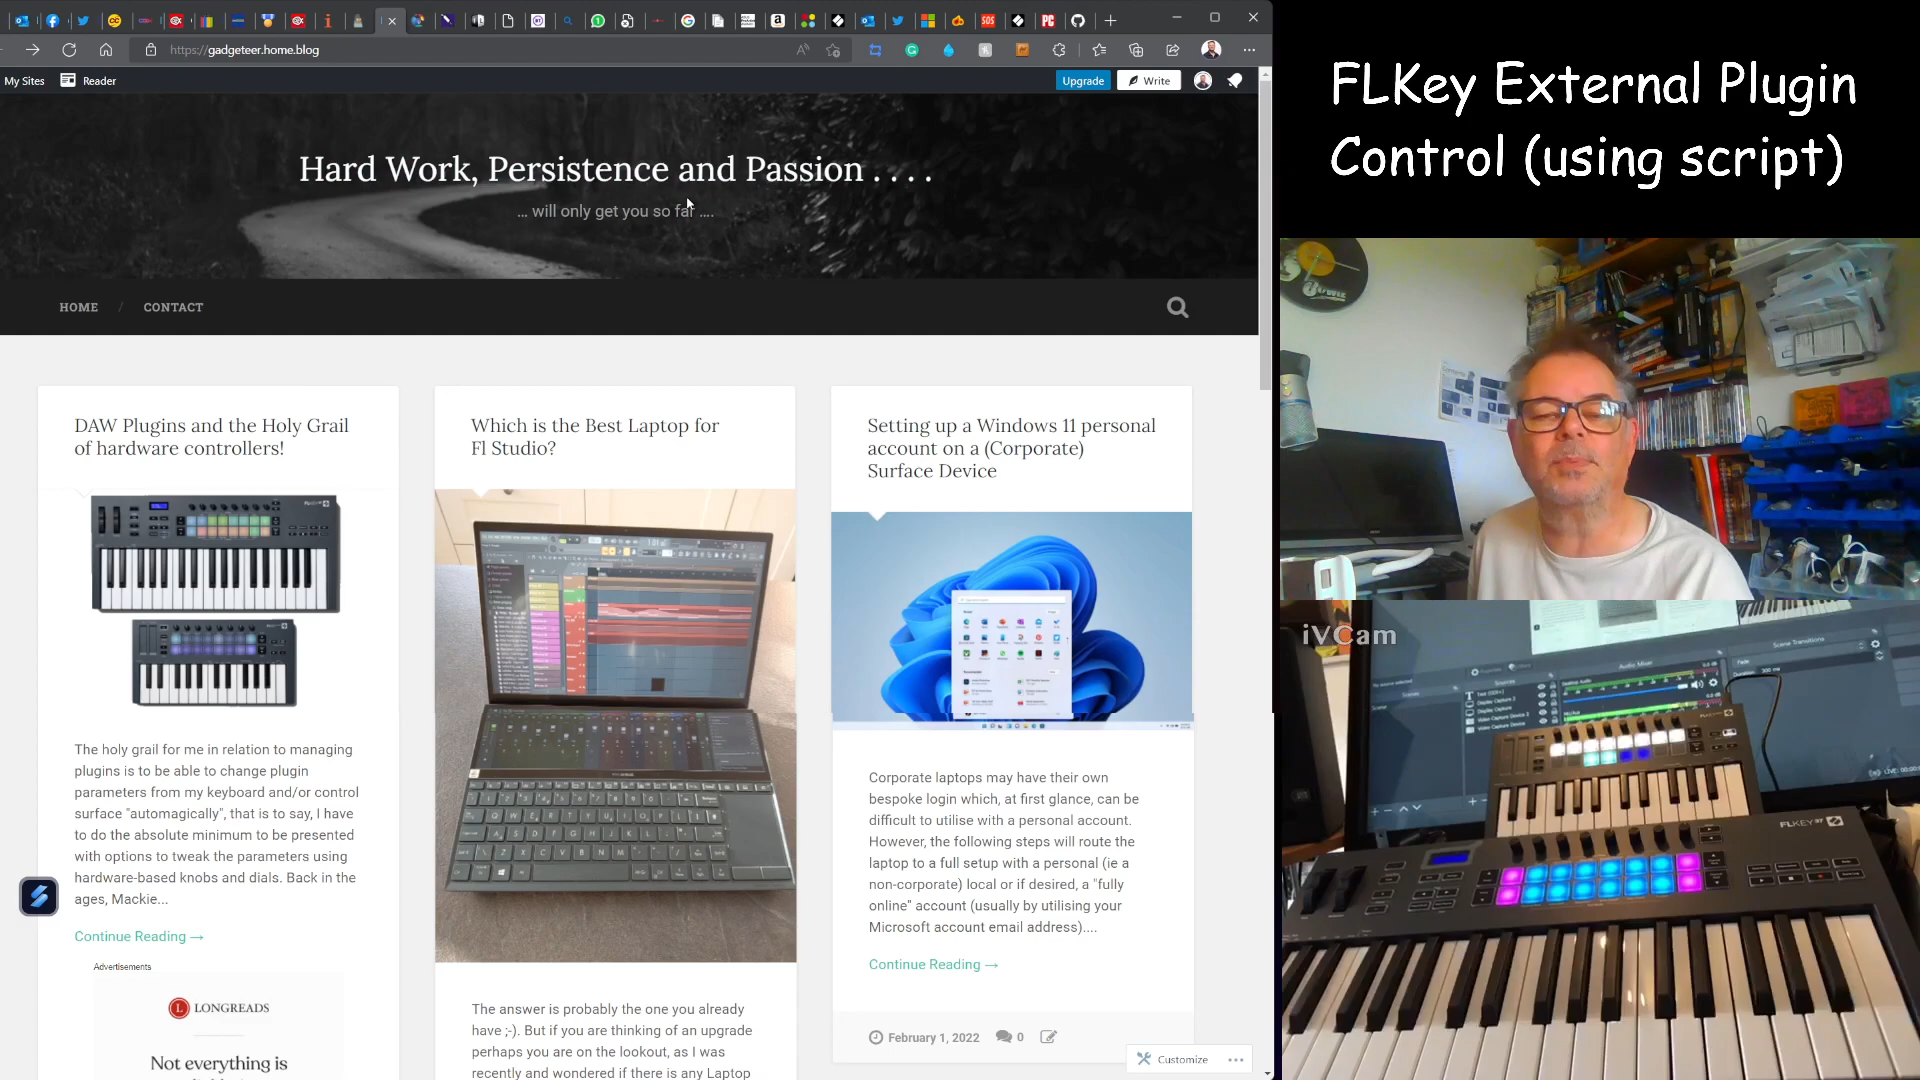 https://gadgeteer.home.blog
My Sites
Reader
Upgrade
Write
Hard Work, Persistence and Passion . . . .
... will only get you so far ....
HOME / CONTACT
DAW Plugins and the Holy Grail
of hardware controllers!
The holy grail for me in relation to managing
plugins is to be able to change plugin
parameters from my keyboard and/or control
surface "automagically", that is to say, I have
to do the absolute minimum to be presented
with options to tweak the parameters using
hardware-based knobs and dials. Back in the
ages, Mackie...
Continue Reading →
Advertisements
LONGREADS
Not everything is
Which is the Best Laptop for
Fl Studio?
The answer is probably the one you already
have ;-). But if you are thinking of an upgrade
perhaps you are on the lookout, as I was
recently and wondered if there is any Laptop
Setting up a Windows 11 personal
account on a (Corporate)
Surface Device
Corporate laptops may have their own
bespoke login which, at first glance, can be
difficult to utilise with a personal account.
However, the following steps will route the
laptop to a full setup with a personal (ie a
non-corporate) local or if desired, a "fully
online" account (usually by utilising your
Microsoft account email address)....
Continue Reading →
February 1, 2022
0
Customize
FLKey External Plugin
Control (using script)
iVCam
Audio Mixer
Scene Transitions
FLKEY 37